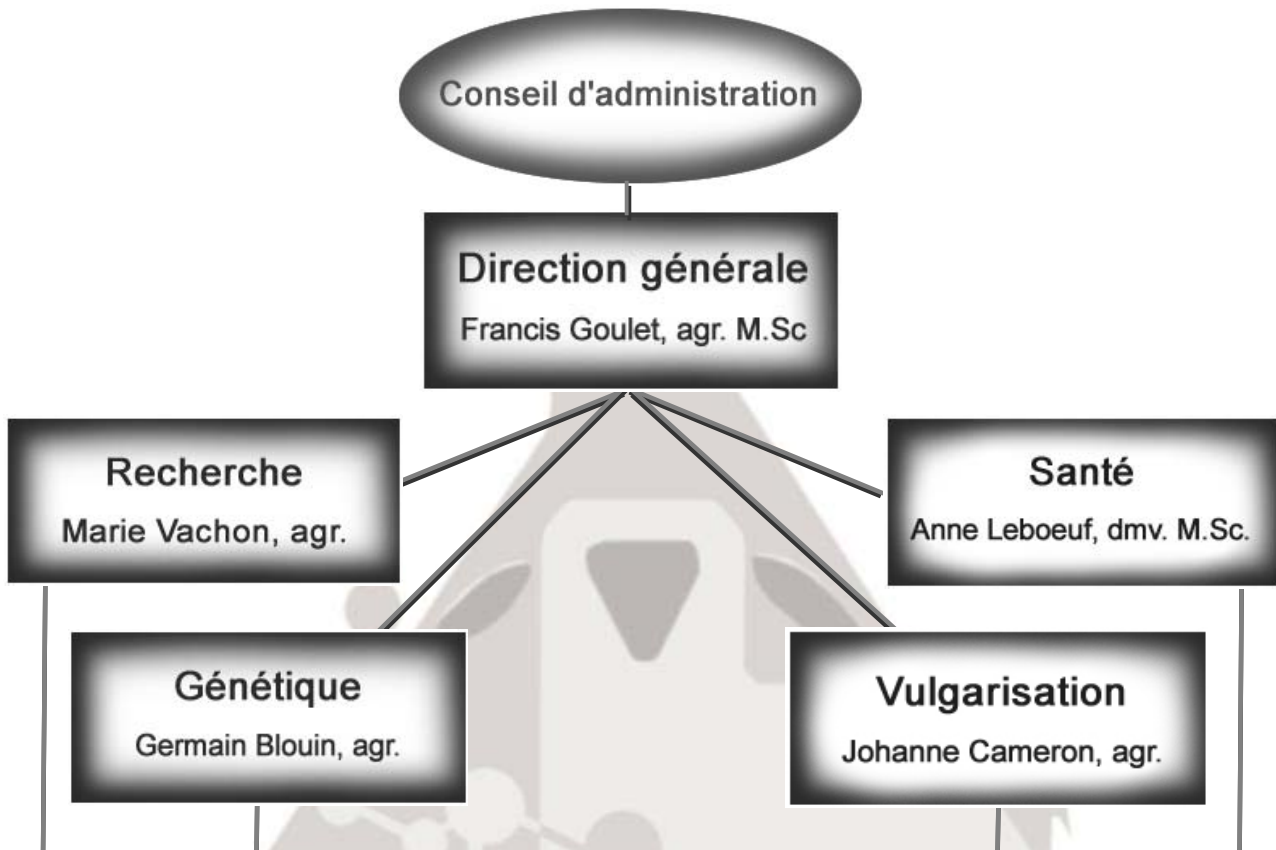 Conseil d'administration
Direction générale
Francis Goulet, agr. M.Sc
Recherche
Marie Vachon, agr.
Santé
Anne Leboeuf, dmv. M.Sc.
Génétique
Germain Blouin, agr.
Vulgarisation
Johanne Cameron, agr.